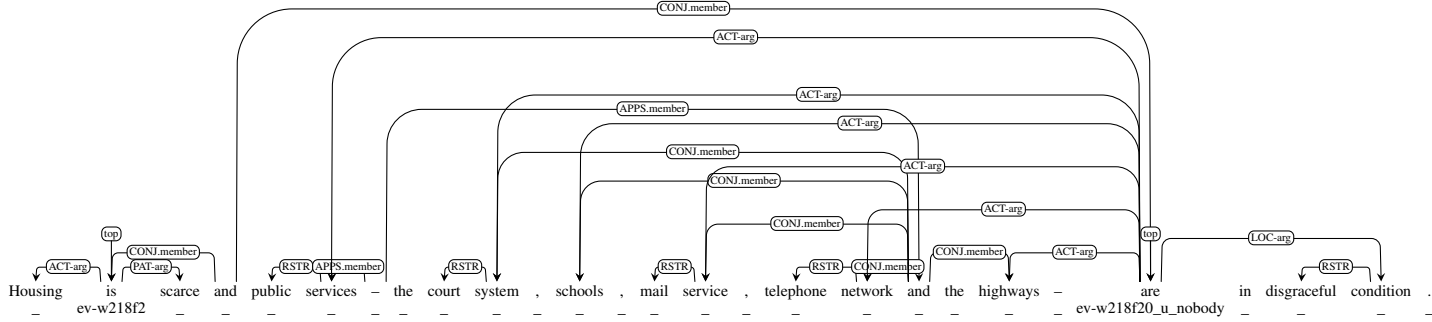 CONJ.member
ACT-arg
ACT-arg
APPS.member
ACT-arg
CONJ.member
ACT-arg
CONJ.member
ACT-arg
CONJ.member
top top
CONJ.member CONJ.member ACT-arg LOC-arg
ACT-arg PAT-arg RSTR APPS.member RSTR RSTR RSTR CONJ.member RSTR
Housing is scarce and public services – the court system , schools , mail service , telephone network and the highways – are in disgraceful condition .
_ ev-w218f2 _ _ _ _ _ _ _ _ _ _ _ _ _ _ _ _ _ _ _ _ ev-w218f20_u_nobody _ _ _ _